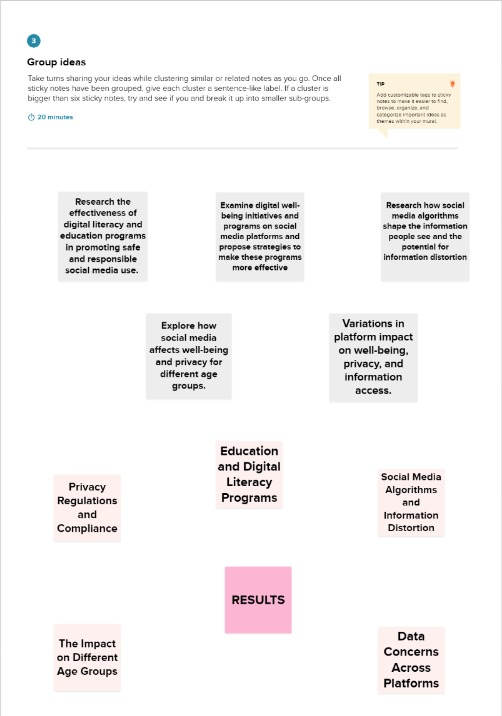 3
Group ideas
Take turns sharing your ideas while clustering similar or related notes as you go. Once all
sticky notes have been grouped, give each cluster a sentence-like label. If a cluster is
bigger than six sticky notes, try and see if you and break it up into smaller sub-groups.
20 minutes
TIP
Add customizable tags to sticky
notes to make it easier to find,
browse, organize, and
categorize important ideas as
themes within your mural.
Research the
effectiveness of
digital literacy and
education programs
in promoting safe
and responsible
social media use.
Examine digital well-
being initiatives and
programs on social
media platforms and
propose strategies to
make these programs
more effective
Research how social
media algorithms
shape the information
people see and the
potential for
information distortion
Explore how
social media
affects well-being
and privacy for
different age
groups.
Variations in
platform impact
on well-being,
privacy, and
information
access.
Education
and Digital
Literacy
Programs
Privacy
Regulations
and
Compliance
Social Media
Algorithms
and
Information
Distortion
RESULTS
The Impact
on Different
Age Groups
Data
Concerns
Across
Platforms